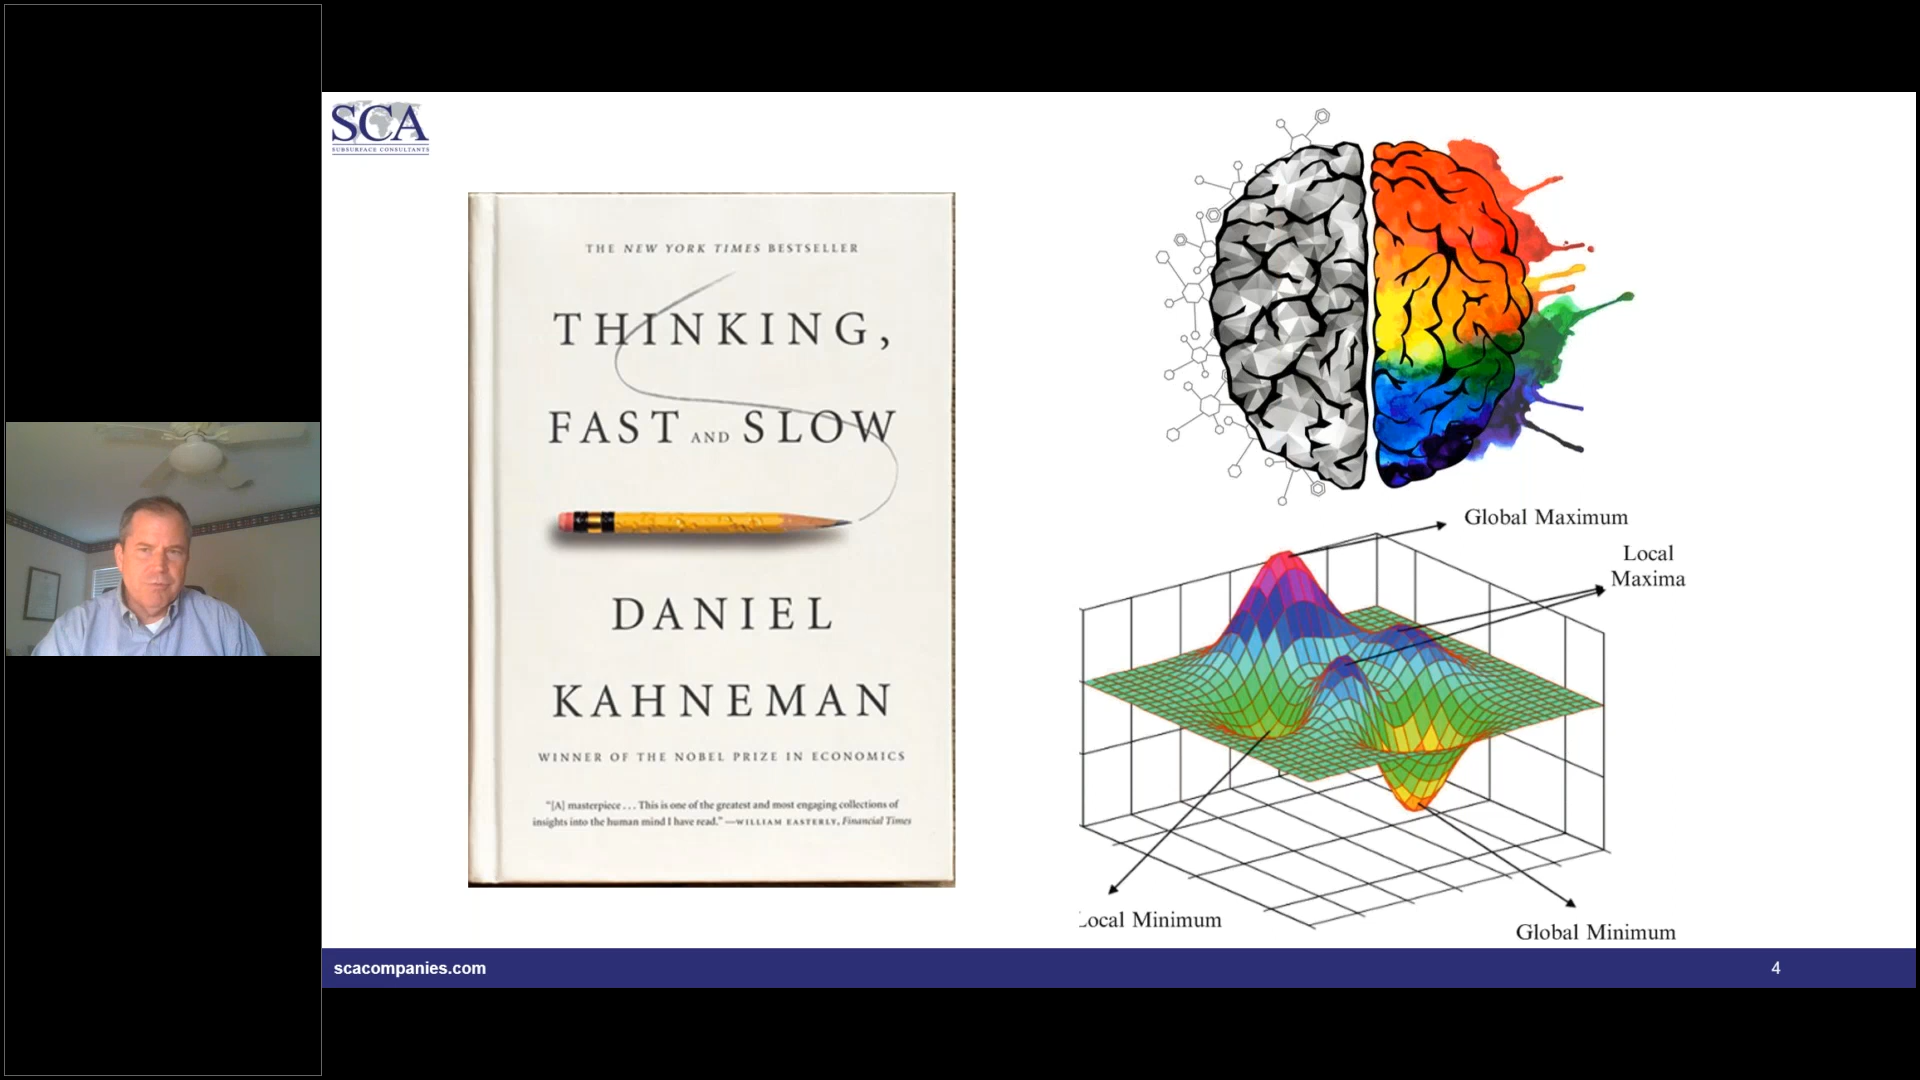 SCA
SUBSURFACE CONSULTANTS
THE NEW YORK TIMES BESTSELLER
THINKING,
FAST AND SLOW
DANIEL
KAHNEMAN
WINNER OF THE NOBEL PRIZE IN ECONOMICS
"[A] masterpiece . . . This is one of the greatest and most engaging collections of
insights into the human mind I have read." —WILLIAM EASTERLY, Financial Times
Global Maximum
Local
Maxima
Local Minimum
Global Minimum
scacompanies.com
4